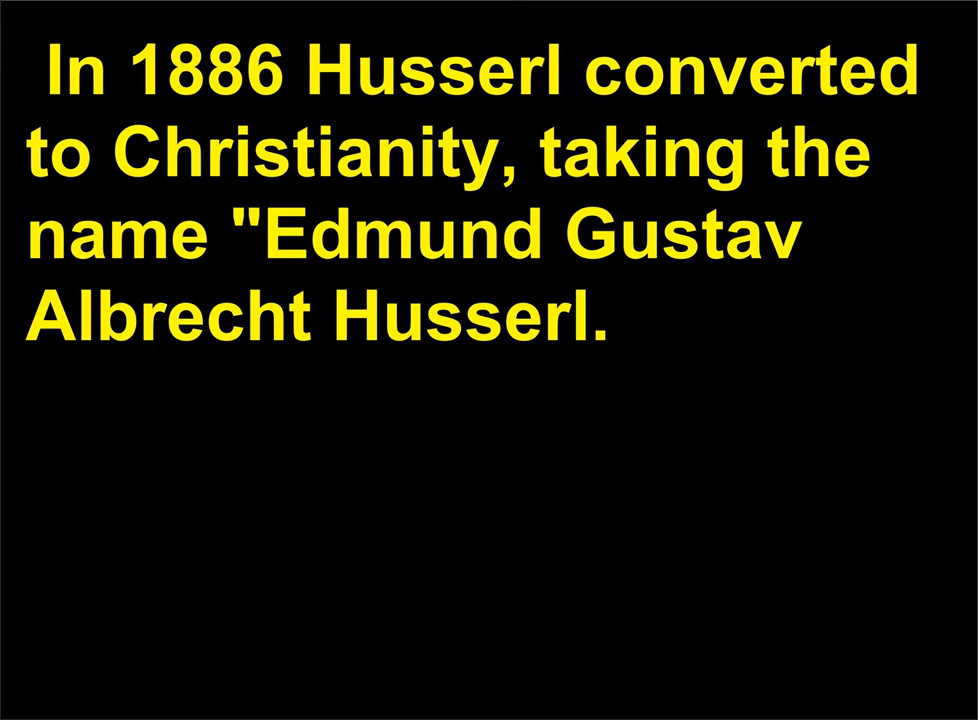 In 1886 Husserl converted
to Christianity, taking the
name "Edmund Gustav
Albrecht Husserl.